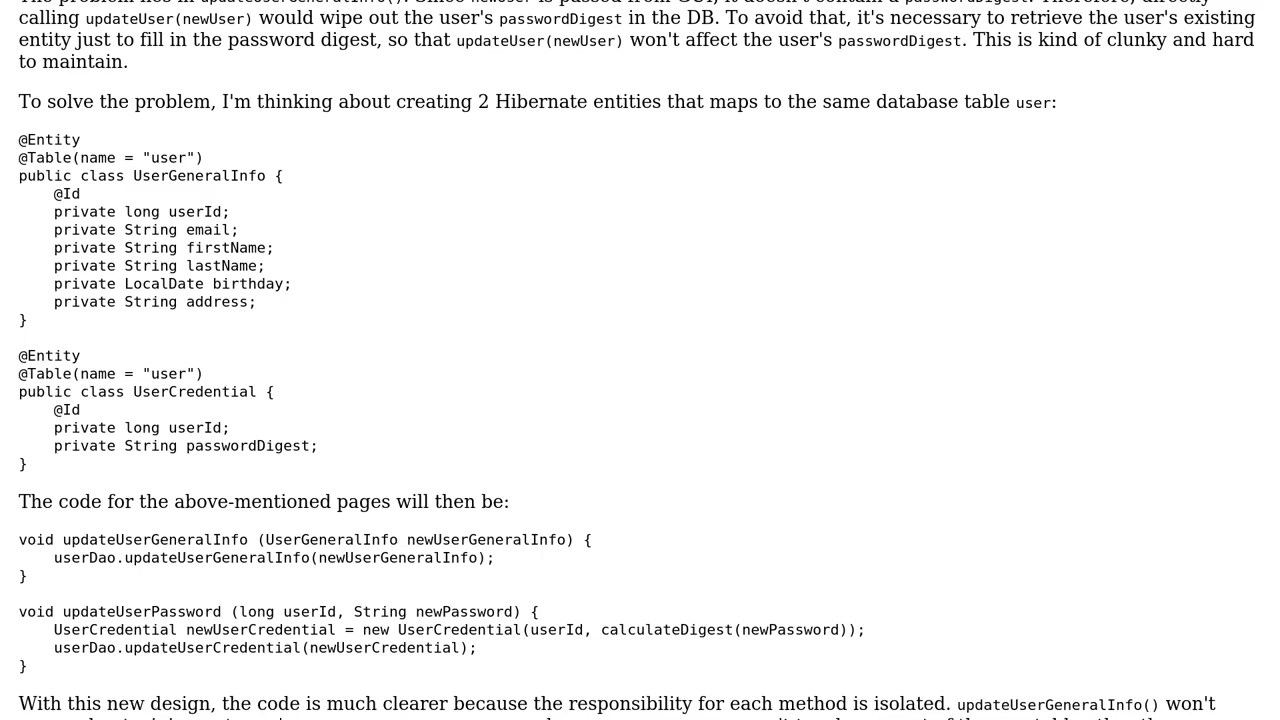 calling updateUser(newUser) would wipe out the user's passwordDigest in the DB. To avoid that, it's necessary to retrieve the user's existing
entity just to fill in the password digest, so that updateUser(newUser) won't affect the user's passwordDigest. This is kind of clunky and hard
to maintain.
To solve the problem, I'm thinking about creating 2 Hibernate entities that maps to the same database table user:
@Entity
@Table(name = "user")
public class UserGeneralInfo {
    @Id
    private long userId;
    private String email;
    private String firstName;
    private String lastName;
    private LocalDate birthday;
    private String address;
}
@Entity
@Table(name = "user")
public class UserCredential {
    @Id
    private long userId;
    private String passwordDigest;
}
The code for the above-mentioned pages will then be:
void updateUserGeneralInfo (UserGeneralInfo newUserGeneralInfo) {
    userDao.updateUserGeneralInfo(newUserGeneralInfo);
}
void updateUserPassword (long userId, String newPassword) {
    UserCredential newUserCredential = new UserCredential(userId, calculateDigest(newPassword));
    userDao.updateUserCredential(newUserCredential);
}
With this new design, the code is much clearer because the responsibility for each method is isolated. updateUserGeneralInfo() won't